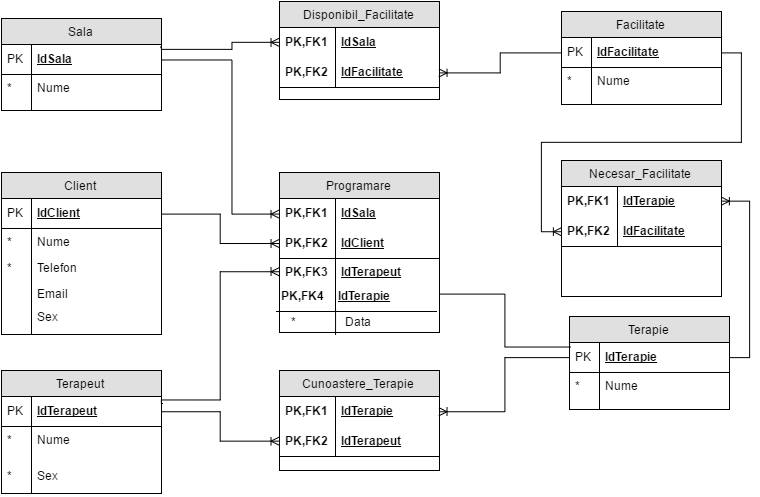 Sala
PK IdSala
* Nume
Disponibil_Facilitate
PK,FK1 IdSala
PK,FK2 IdFacilitate
Facilitate
PK IdFacilitate
* Nume
Client
PK IdClient
* Nume
* Telefon
Email
Sex
Programare
PK,FK1 IdSala
PK,FK2 IdClient
PK,FK3 IdTerapeut
PK,FK4 IdTerapie
* Data
Necesar_Facilitate
PK,FK1 IdTerapie
PK,FK2 IdFacilitate
Terapie
PK IdTerapie
* Nume
Terapeut
PK IdTerapeut
* Nume
* Sex
Cunoastere_Terapie
PK,FK1 IdTerapie
PK,FK2 IdTerapeut